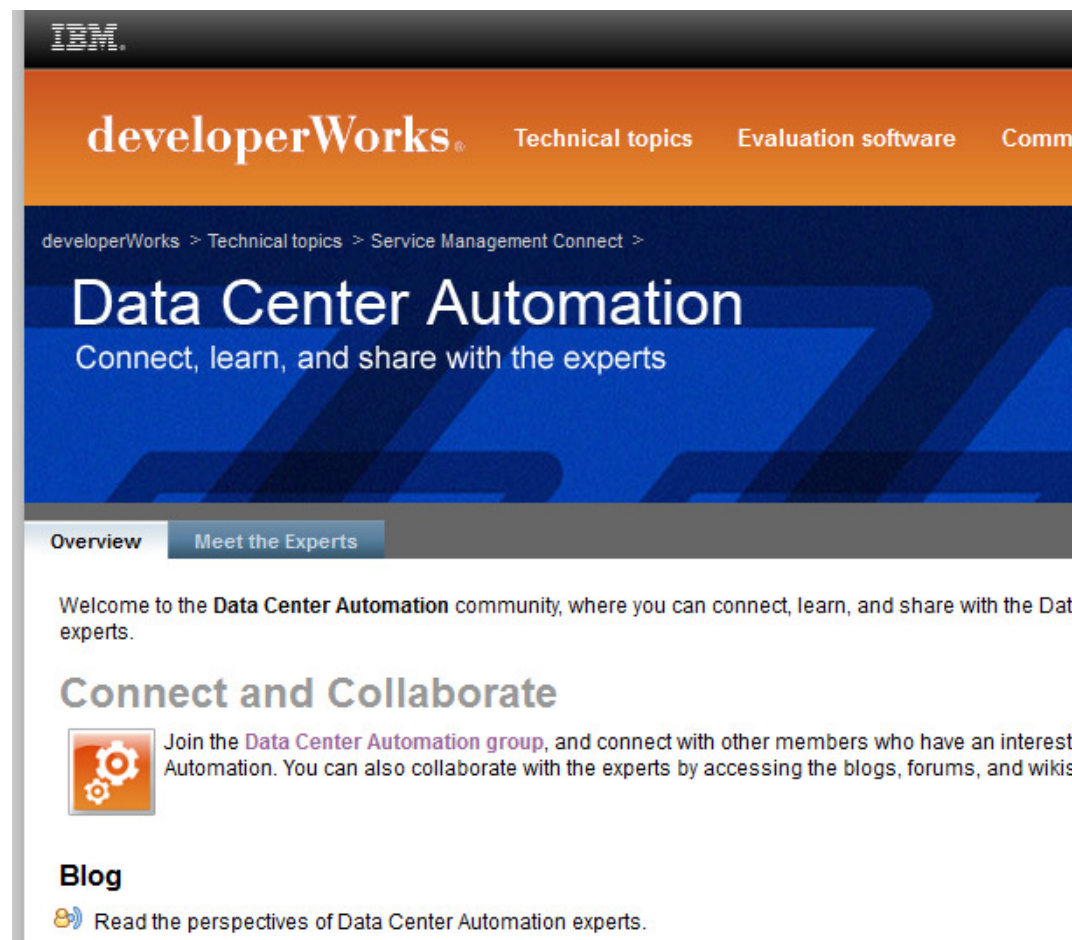 IBM.
developerWorks® Technical topics Evaluation software Comm
developerWorks > Technical topics > Service Management Connect >
Data Center Automation
Connect, learn, and share with the experts
Overview Meet the Experts
Welcome to the Data Center Automation community, where you can connect, learn, and share with the Dat
experts.
Connect and Collaborate
Join the Data Center Automation group, and connect with other members who have an interest
Automation. You can also collaborate with the experts by accessing the blogs, forums, and wikis
Blog
Read the perspectives of Data Center Automation experts.